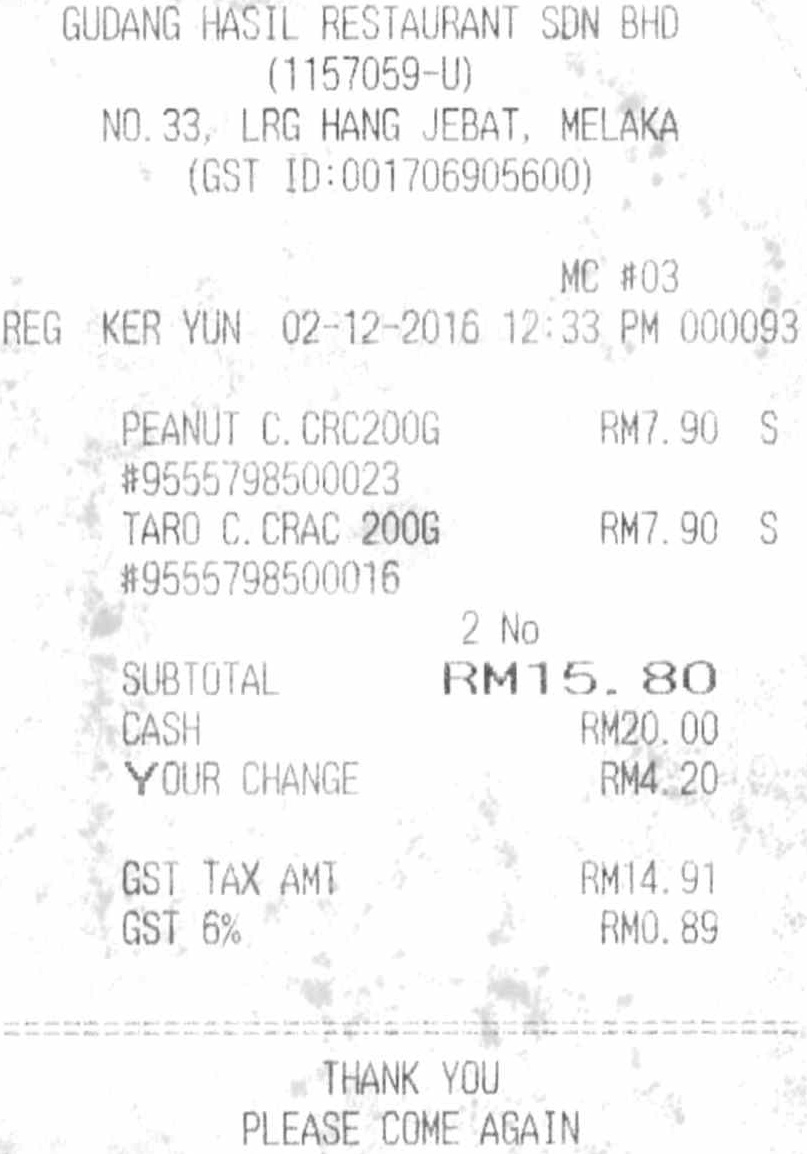 GUDANG HASIL RESTAURANT SDN BHD
(1157059-U)
NO.33, LRG HANG JEBAT, MELAKA
(GST ID:001706905600)
MC #03
REG KER YUN 02-12-2016 12:33 PM 000093
PEANUT C.CRC200G RM7.90 S
#9555798500023
TARO C.CRAC 200G RM7.90 S
#9555798500016
2 No
SUBTOTAL RM15.80
CASH RM20.00
YOUR CHANGE RM4.20
GST TAX AMT RM14.91
GST 6% RM0.89
THANK YOU
PLEASE COME AGAIN